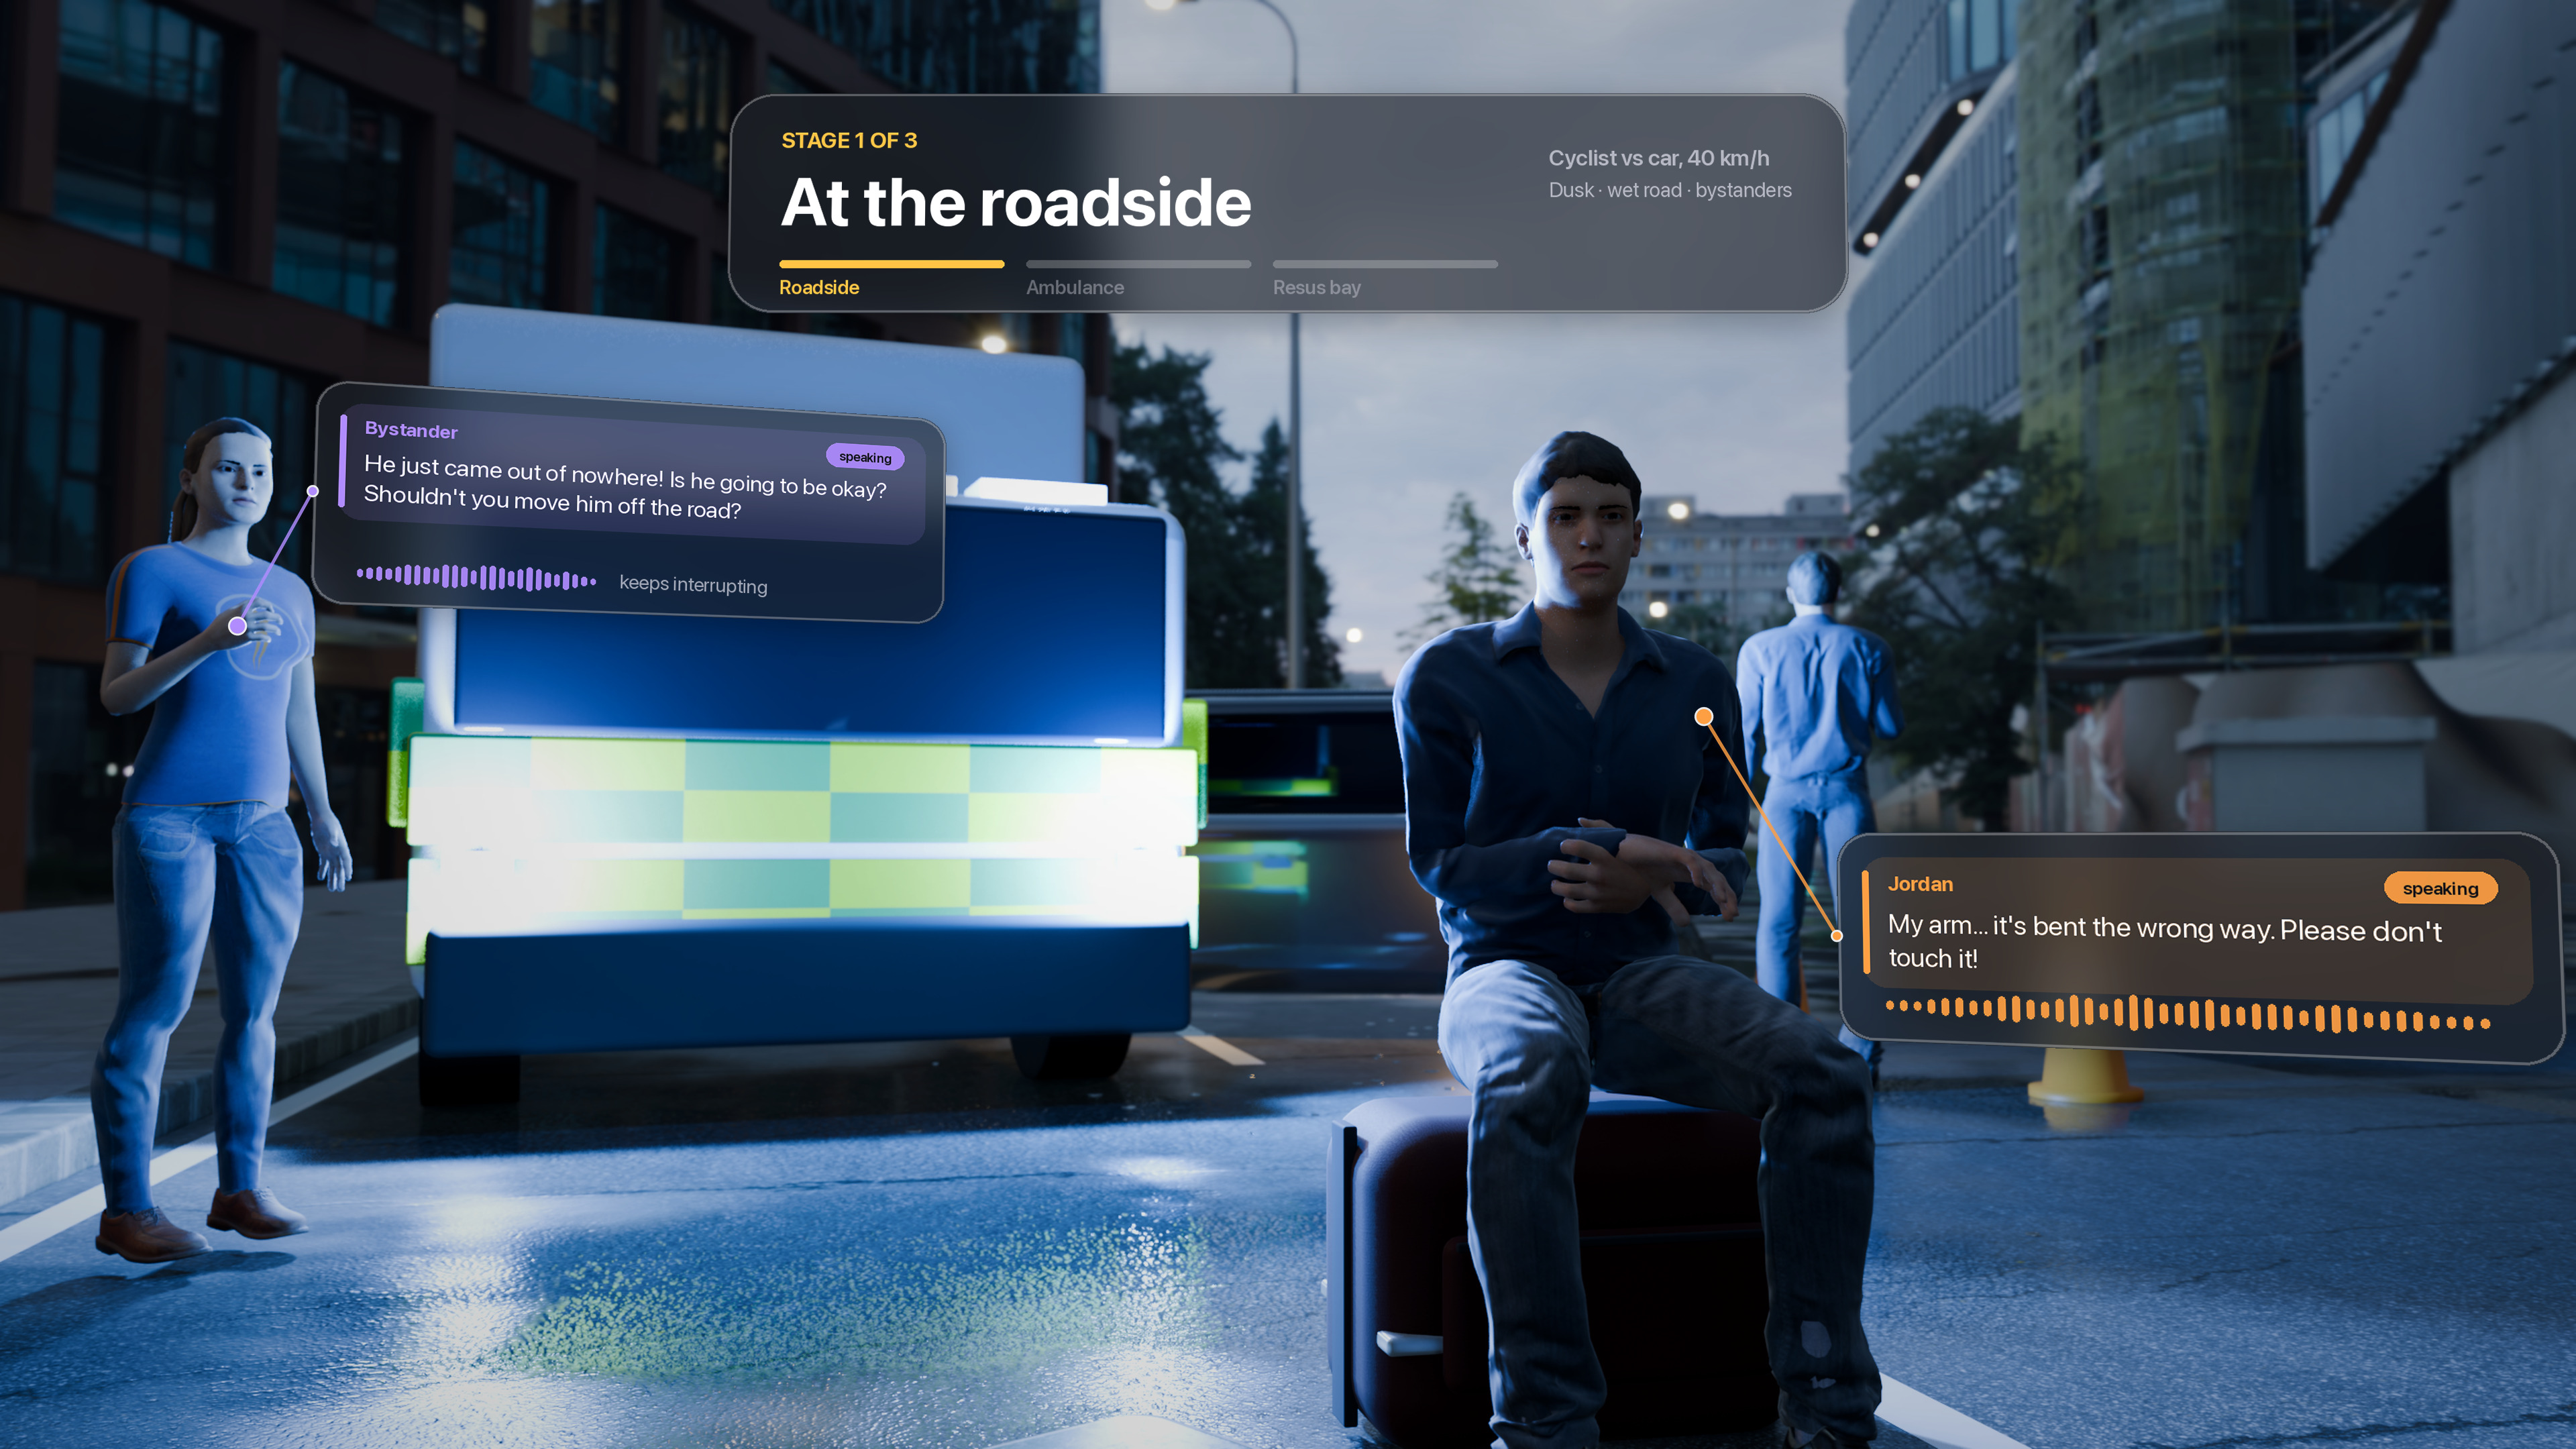 STAGE 1 OF 3
At the roadside
Cyclist vs car, 40 km/h
Dusk · wet road · bystanders
Roadside
Ambulance
Resus bay
Bystander
speaking
He just came out of nowhere! Is he going to be okay?
Shouldn't you move him off the road?
keeps interrupting
Jordan
speaking
My arm... it's bent the wrong way. Please don't
touch it!